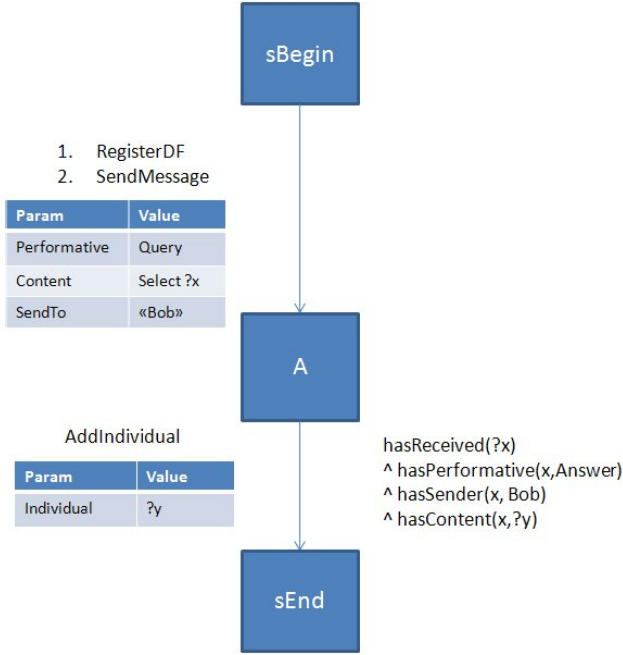 sBegin
1. RegisterDF
2. SendMessage
Param Value
Performative Query
Content Select ?x
SendTo «Bob»
A
AddIndividual
Param Value
Individual ?y
hasReceived(?x)
^ hasPerformative(x,Answer)
^ hasSender(x, Bob)
^ hasContent(x,?y)
sEnd